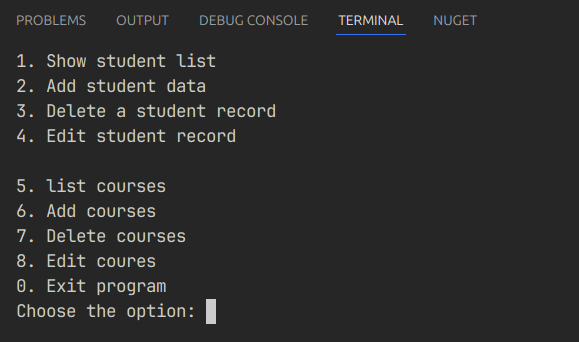 PROBLEMS OUTPUT DEBUG CONSOLE TERMINAL NUGET
1. Show student list
2. Add student data
3. Delete a student record
4. Edit student record
5. list courses
6. Add courses
7. Delete courses
8. Edit coures
0. Exit program
Choose the option: